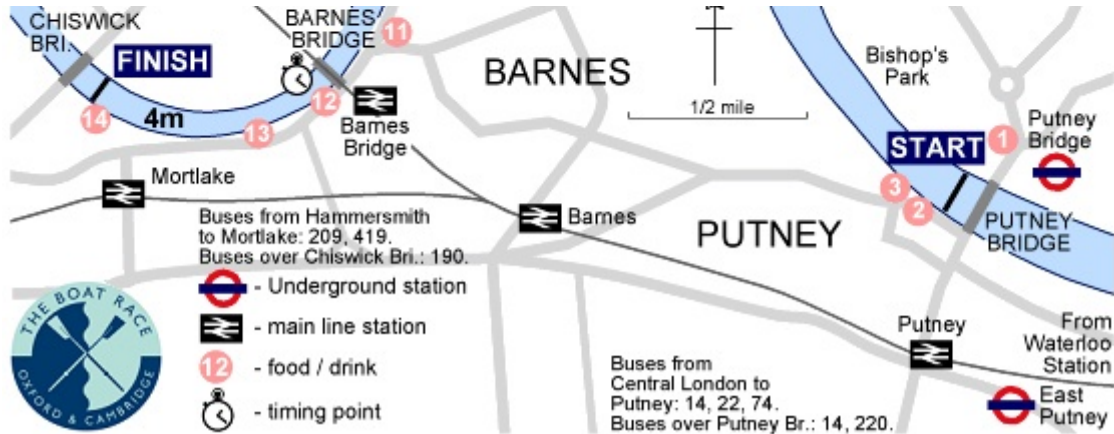 CHISWICK
BRI.
FINISH
BARNES
BRIDGE
11
BARNES
1/2 mile
Bishop's
Park
14
4m
13
12
Barnes
Bridge
START
1
Putney
Bridge
3
2
PUTNEY
BRIDGE
Mortlake
Barnes
PUTNEY
Buses from Hammersmith
to Mortlake: 209, 419.
Buses over Chiswick Bri.: 190.
- Underground station
- main line station
12 - food / drink
- timing point
THE BOAT RACE
OXFORD & CAMBRIDGE
Putney
From
Waterloo
Station
East
Putney
Buses from
Central London to
Putney: 14, 22, 74.
Buses over Putney Br.: 14, 220.